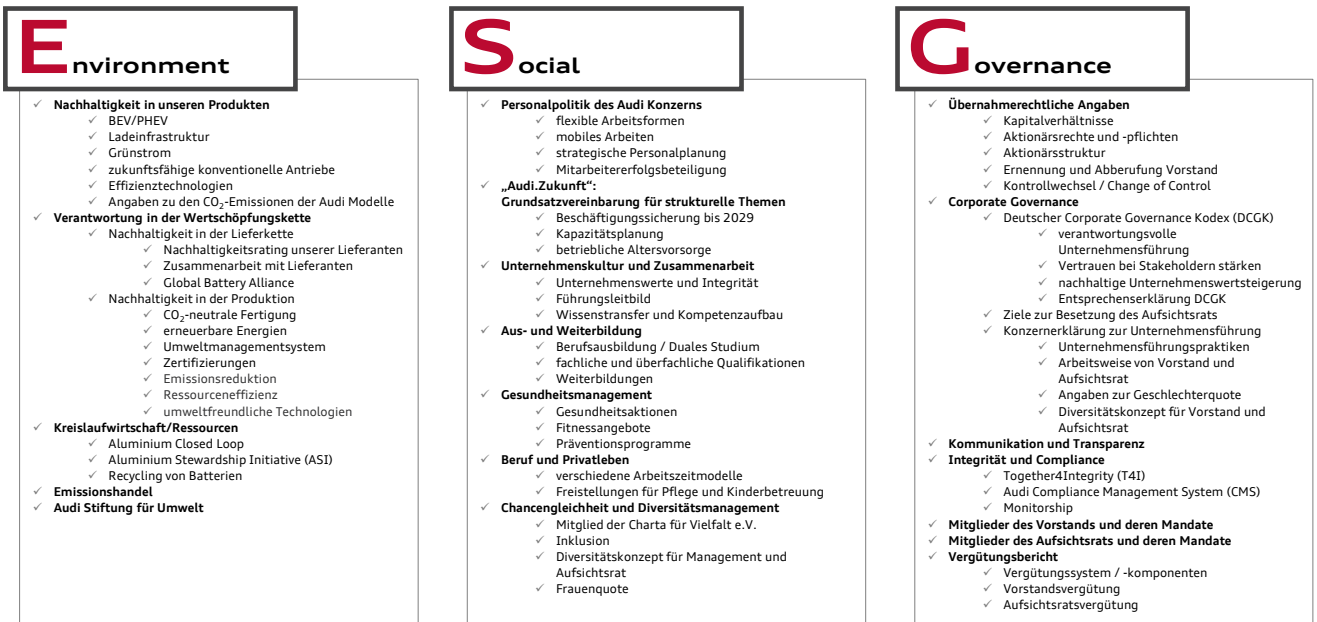 Environment
✓ Nachhaltigkeit in unseren Produkten
✓ BEV/PHEV
✓ Ladeinfrastruktur
✓ Grünstrom
✓ zukunftsfähige konventionelle Antriebe
✓ Effizienztechnologien
✓ Angaben zu den CO₂-Emissionen der Audi Modelle
✓ Verantwortung in der Wertschöpfungskette
✓ Nachhaltigkeit in der Lieferkette
✓ Nachhaltigkeitsrating unserer Lieferanten
✓ Zusammenarbeit mit Lieferanten
✓ Global Battery Alliance
✓ Nachhaltigkeit in der Produktion
✓ CO₂-neutrale Fertigung
✓ erneuerbare Energien
✓ Umweltmanagementsystem
✓ Zertifizierungen
✓ Emissionsreduktion
✓ Ressourceneffizienz
✓ umweltfreundliche Technologien
✓ Kreislaufwirtschaft/Ressourcen
✓ Aluminium Closed Loop
✓ Aluminium Stewardship Initiative (ASI)
✓ Recycling von Batterien
✓ Emissionshandel
✓ Audi Stiftung für Umwelt
Social
✓ Personalpolitik des Audi Konzerns
✓ flexible Arbeitsformen
✓ mobiles Arbeiten
✓ strategische Personalplanung
✓ Mitarbeitererfolgsbeteiligung
✓ „Audi.Zukunft“:
Grundsatzvereinbarung für strukturelle Themen
✓ Beschäftigungssicherung bis 2029
✓ Kapazitätsplanung
✓ betriebliche Altersvorsorge
✓ Unternehmenskultur und Zusammenarbeit
✓ Unternehmenswerte und Integrität
✓ Führungsleitbild
✓ Wissenstransfer und Kompetenzaufbau
✓ Aus- und Weiterbildung
✓ Berufsausbildung / Duales Studium
✓ fachliche und überfachliche Qualifikationen
✓ Weiterbildungen
✓ Gesundheitsmanagement
✓ Gesundheitsaktionen
✓ Fitnessangebote
✓ Präventionsprogramme
✓ Beruf und Privatleben
✓ verschiedene Arbeitszeitmodelle
✓ Freistellungen für Pflege und Kinderbetreuung
✓ Chancengleichheit und Diversitätsmanagement
✓ Mitglied der Charta für Vielfalt e.V.
✓ Inklusion
✓ Diversitätskonzept für Management und
Aufsichtsrat
✓ Frauenquote
Governance
✓ Übernahmerechtliche Angaben
✓ Kapitalverhältnisse
✓ Aktionärsrechte und -pflichten
✓ Aktionärsstruktur
✓ Ernennung und Abberufung Vorstand
✓ Kontrollwechsel / Change of Control
✓ Corporate Governance
✓ Deutscher Corporate Governance Kodex (DCGK)
✓ verantwortungsvolle
Unternehmensführung
✓ Vertrauen bei Stakeholdern stärken
✓ nachhaltige Unternehmenswertsteigerung
✓ Entsprechenserklärung DCGK
✓ Ziele zur Besetzung des Aufsichtsrats
✓ Konzernerklärung zur Unternehmensführung
✓ Unternehmensführungspraktiken
✓ Arbeitsweise von Vorstand und
Aufsichtsrat
✓ Angaben zur Geschlechterquote
✓ Diversitätskonzept für Vorstand und
Aufsichtsrat
✓ Kommunikation und Transparenz
✓ Integrität und Compliance
✓ Together4Integrity (T4I)
✓ Audi Compliance Management System (CMS)
✓ Monitorship
✓ Mitglieder des Vorstands und deren Mandate
✓ Mitglieder des Aufsichtsrats und deren Mandate
✓ Vergütungsbericht
✓ Vergütungssystem / -komponenten
✓ Vorstandsvergütung
✓ Aufsichtsratsvergütung